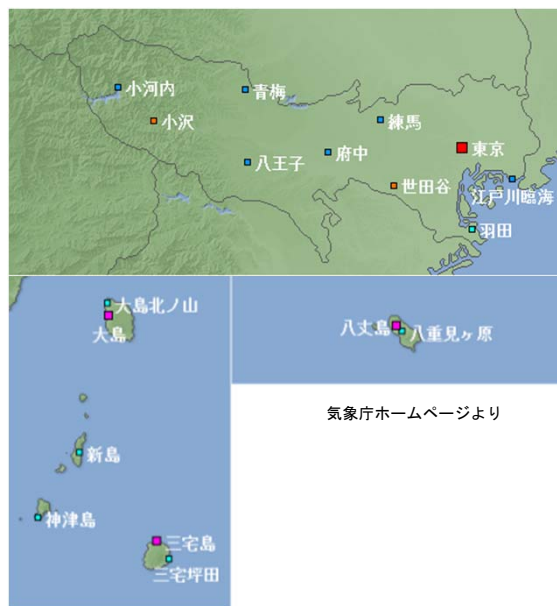 小河内
青梅
小沢
練馬
東京
府中
八王子
世田谷
江戸川臨海
羽田
大島北ノ山
大島
八丈島
八重見ヶ原
気象庁ホームページより
新島
神津島
三宅島
三宅坪田